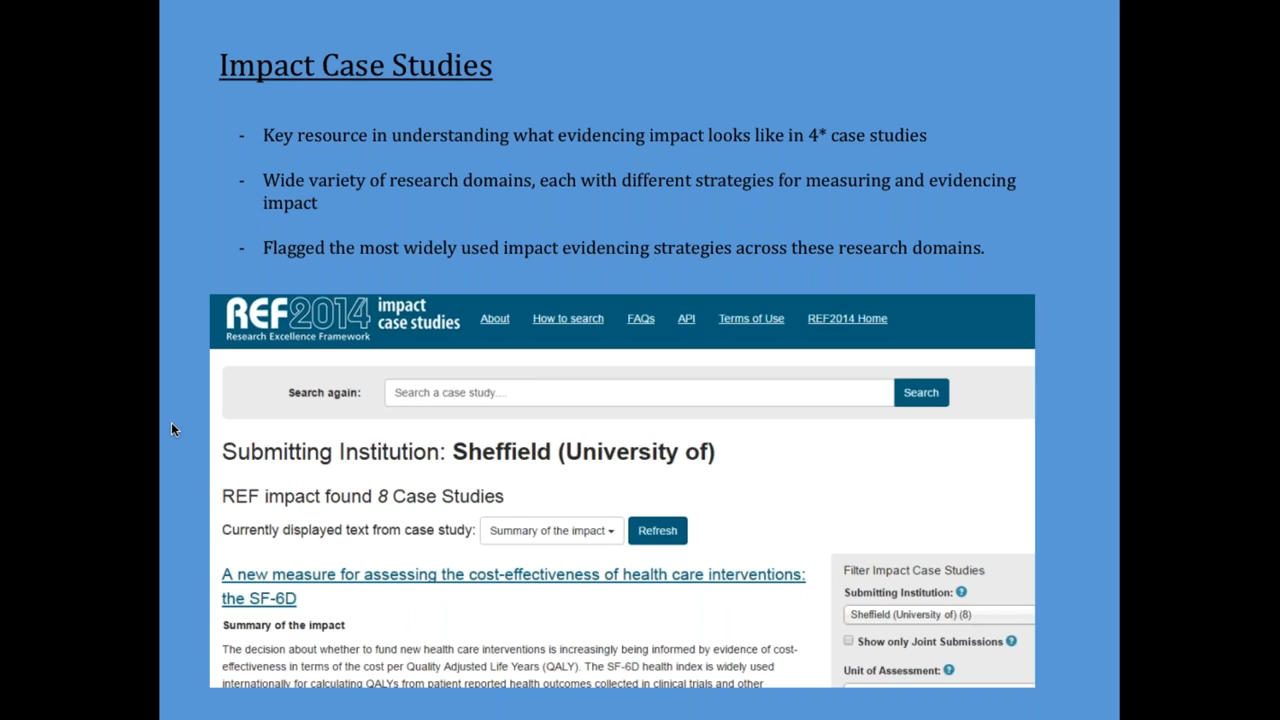 Impact Case Studies
- Key resource in understanding what evidencing impact looks like in 4* case studies
- Wide variety of research domains, each with different strategies for measuring and evidencing
impact
- Flagged the most widely used impact evidencing strategies across these research domains.
REF2014 impact
case studies
Research Excellence Framework
About How to search FAQs API Terms of Use REF2014 Home
Search again: Search a case study.... Search
Submitting Institution: Sheffield (University of)
REF impact found 8 Case Studies
Currently displayed text from case study: Summary of the impact Refresh
A new measure for assessing the cost-effectiveness of health care interventions:
the SF-6D
Summary of the impact
The decision about whether to fund new health care interventions is increasingly being informed by evidence of cost-
effectiveness in terms of the cost per Quality Adjusted Life Years (QALY). The SF-6D health index is widely used
internationally for calculating QALYs from patient reported health outcomes collected in clinical trials and other
Filter Impact Case Studies
Submitting Institution: ?
Sheffield (University of) (8)
Show only Joint Submissions ?
Unit of Assessment: ?